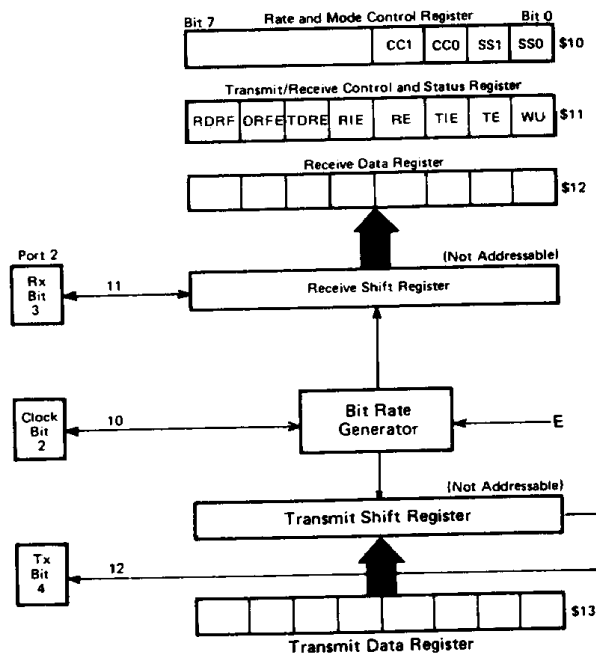 Rate and Mode Control Register
Bit 7
Bit 0
CC1 CC0 SS1 SS0 $10
Transmit/Receive Control and Status Register
RDRF ORFE TDRE RIE RE TIE TE WU $11
Receive Data Register
$12
(Not Addressable)
Port 2
Rx
Bit
3
11
Receive Shift Register
Clock
Bit
2
10
Bit Rate
Generator
E
(Not Addressable)
Transmit Shift Register
Tx
Bit
4
12
$13
Transmit Data Register